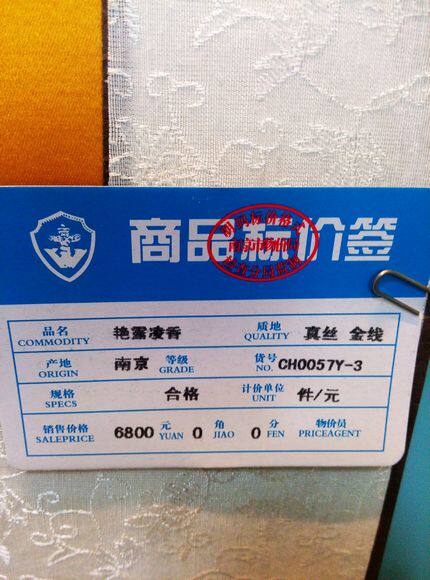 商品标价签
品名 艳露凌香 质地 真丝 金线
COMMODITY QUALITY
产地 南京 等级 货号 CH0057Y-3
ORIGIN GRADE NO.
规格 合格 计价单位 件/元
SPECS UNIT
销售价格 6800 元 0 角 0 分 物价员
SALEPRICE YUAN JIAO FEN PRICEAGENT